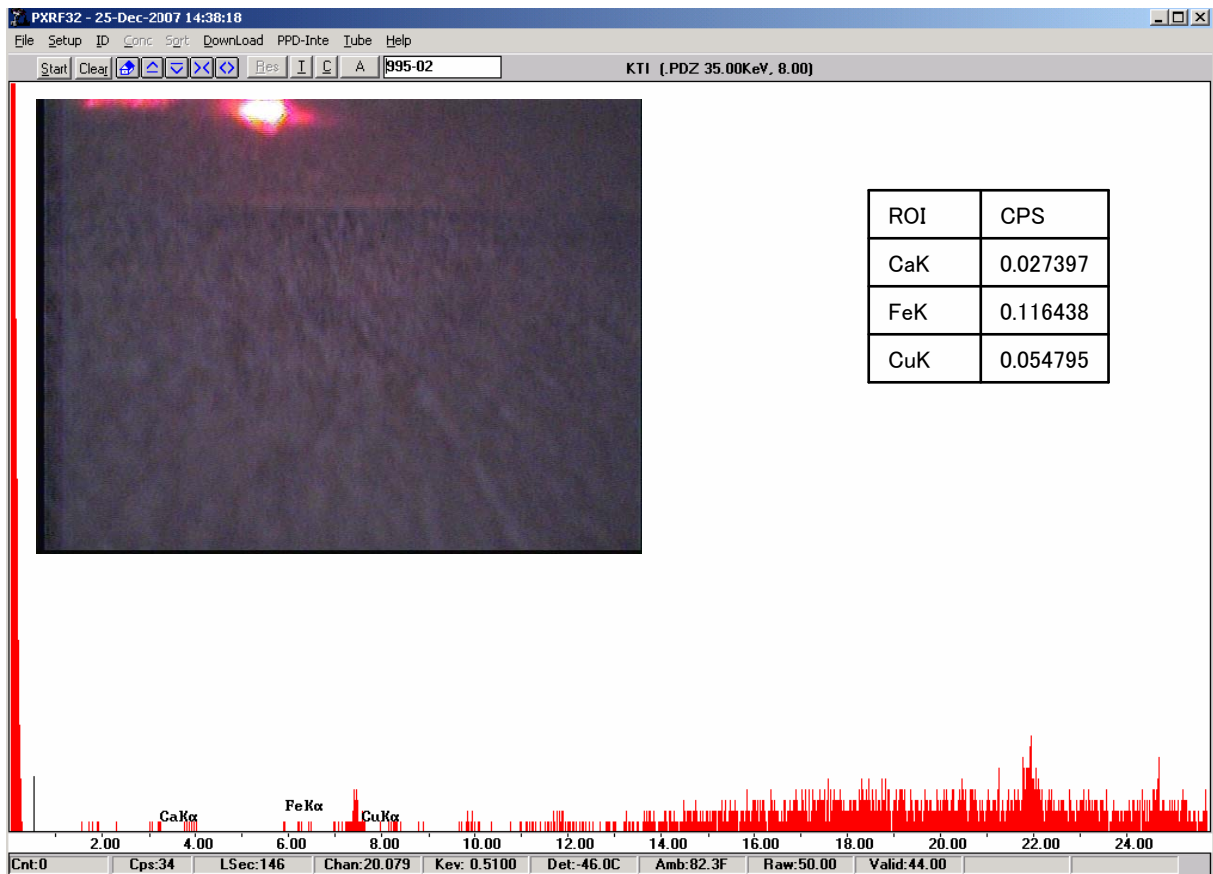 PXRF32 - 25-Dec-2007 14:38:18
File Setup ID Conc Sort DownLoad PPD-Inte Tube Help
Start Clear Res I C A 995-02 KTI (.PDZ 35.00KeV, 8.00)
ROI CPS
CaK 0.027397
FeK 0.116438
CuK 0.054795
CaKα FeKα CuKα
2.00 4.00 6.00 8.00 10.00 12.00 14.00 16.00 18.00 20.00 22.00 24.00
Cnt:0 Cps:34 LSec:146 Chan:20.079 Kev: 0.5100 Det:-46.0C Amb:82.3F Raw:50.00 Valid:44.00